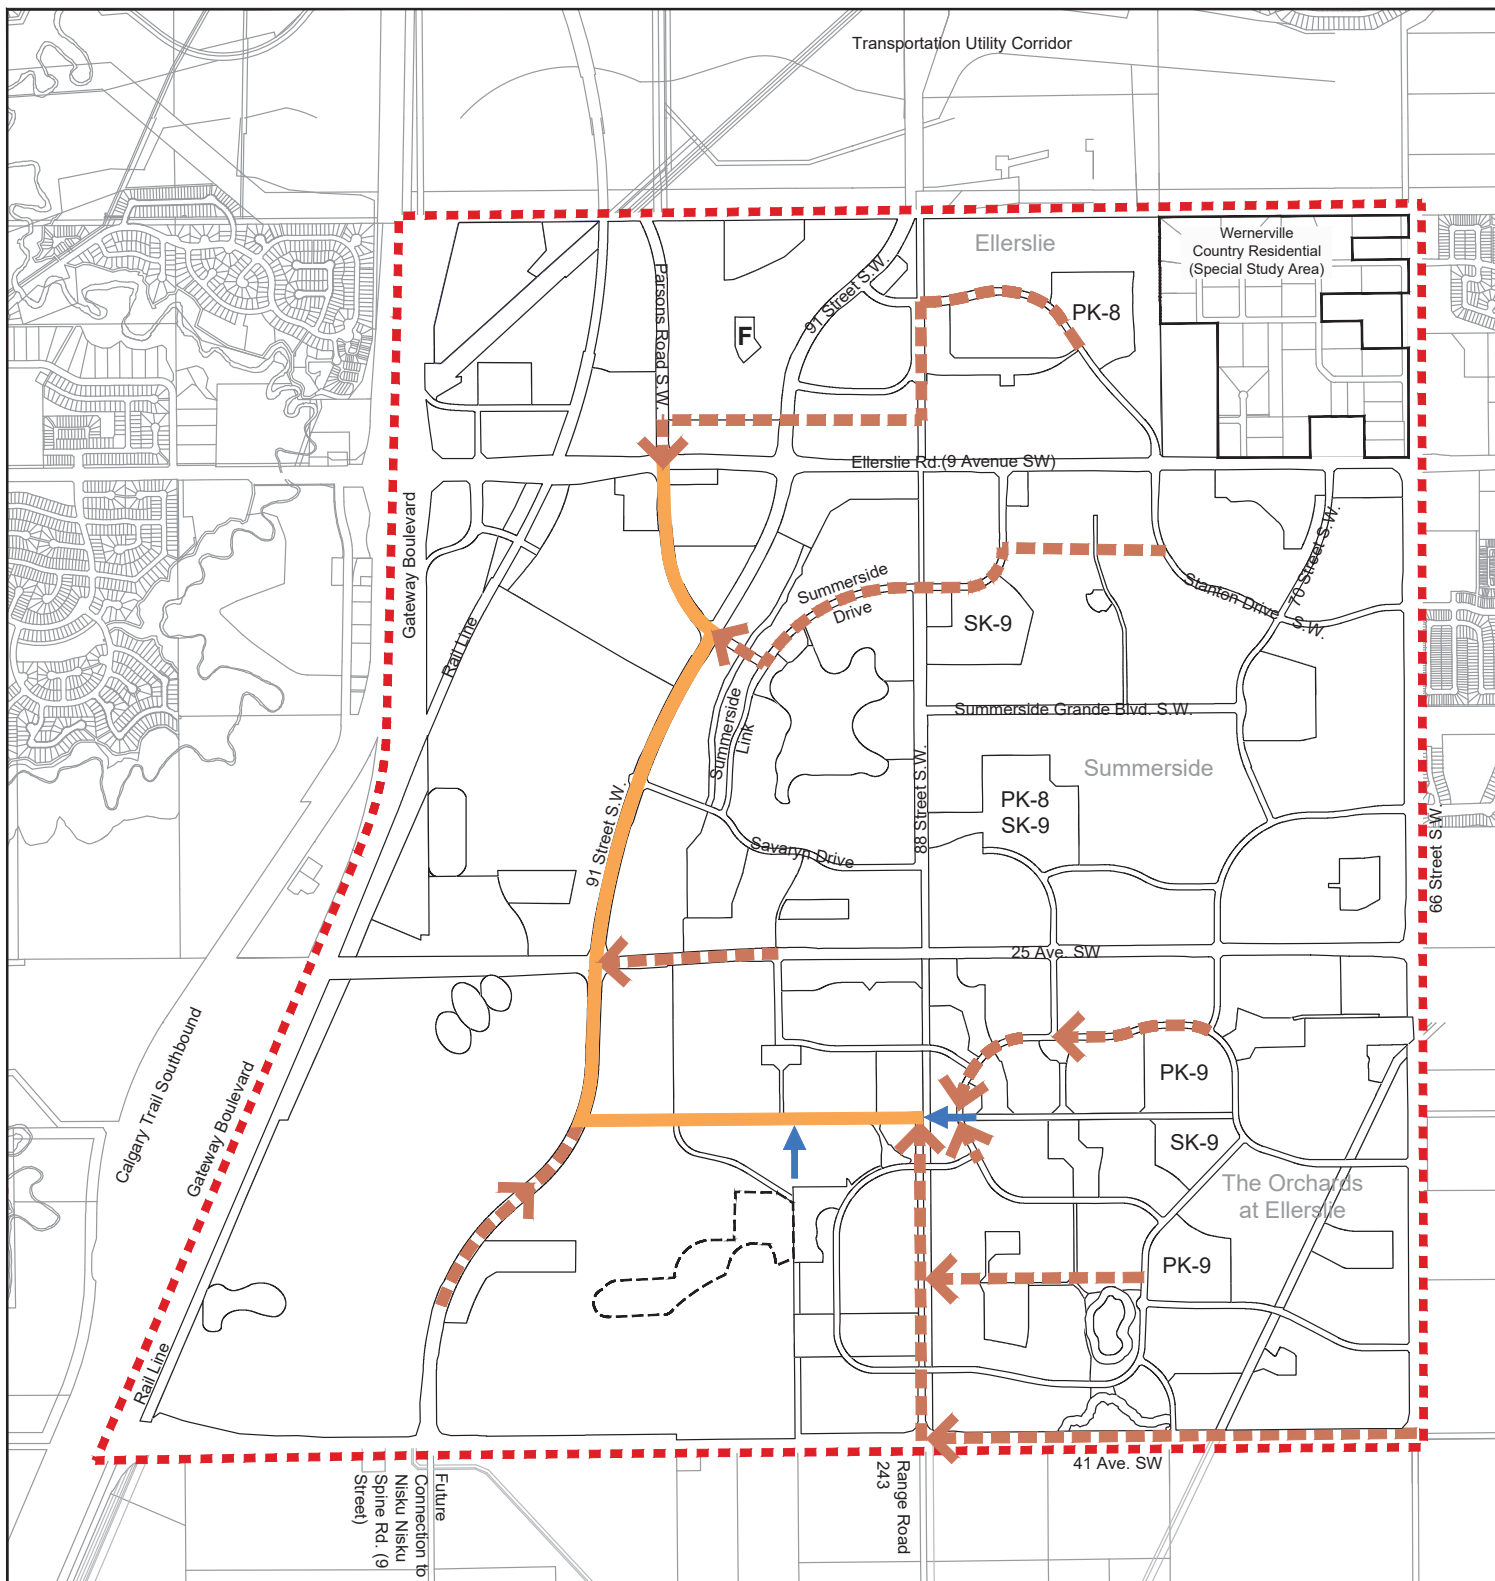 Transportation Utility Corridor
Ellerslie
Wernerville
Country Residential
(Special Study Area)
Parsons Road S.W.
91 Street S.W.
PK-8
F
Ellerslie Rd.(9 Avenue SW)
Gateway Boulevard
Rail Line
Summerside
Drive
SK-9
Stanton Drive
S.W.
70 Street S.W.
Summerside
Link
Summerside Grande Blvd. S.W.
Summerside
88 Street S.W.
PK-8
SK-9
91 Street S.W.
Savaryn Drive
66 Street S.W.
25 Ave. SW
Calgary Trail Southbound
Gateway Boulevard
PK-9
SK-9
The Orchards
at Ellerslie
PK-9
Rail Line
41 Ave. SW
Future
Connection to
Nisku Nisku
Spine Rd. (9
Street)
Range Road
243